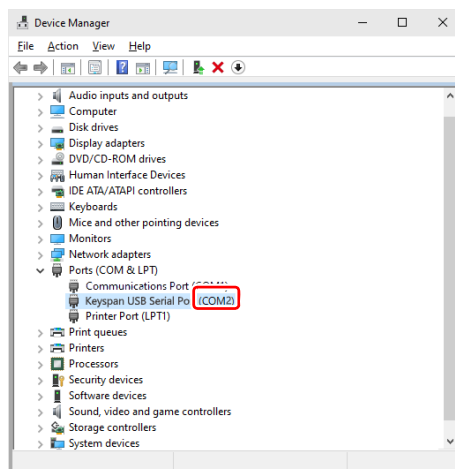 Device Manager
File Action View Help
Audio inputs and outputs
Computer
Disk drives
Display adapters
DVD/CD-ROM drives
Human Interface Devices
IDE ATA/ATAPI controllers
Keyboards
Mice and other pointing devices
Monitors
Network adapters
Ports (COM & LPT)
Communications Port
Keyspan USB Serial Po (COM2)
Printer Port (LPT1)
Print queues
Printers
Processors
Security devices
Software devices
Sound, video and game controllers
Storage controllers
System devices